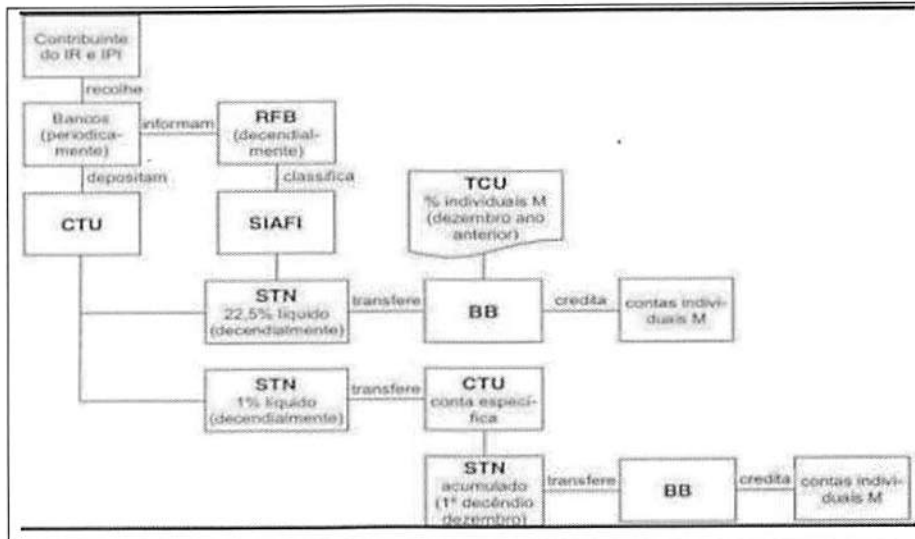 Contribuinte
do IR e IPI
recolhe
Bancos
(periodica-
mente)
informam
RFB
(decendial-
mente)
depositam
classifica
TCU
% individuais M
(dezembro ano
anterior)
CTU
SIAFI
STN
22,5% líquido
(decendialmente)
transfere
BB
credita
contas indivi-
duais M
STN
1% líquido
(decendialmente)
transfere
CTU
conta especí-
fica
STN
acumulado
(1º decêndio
dezembro)
transfere
BB
credita
contas indivi-
duais M